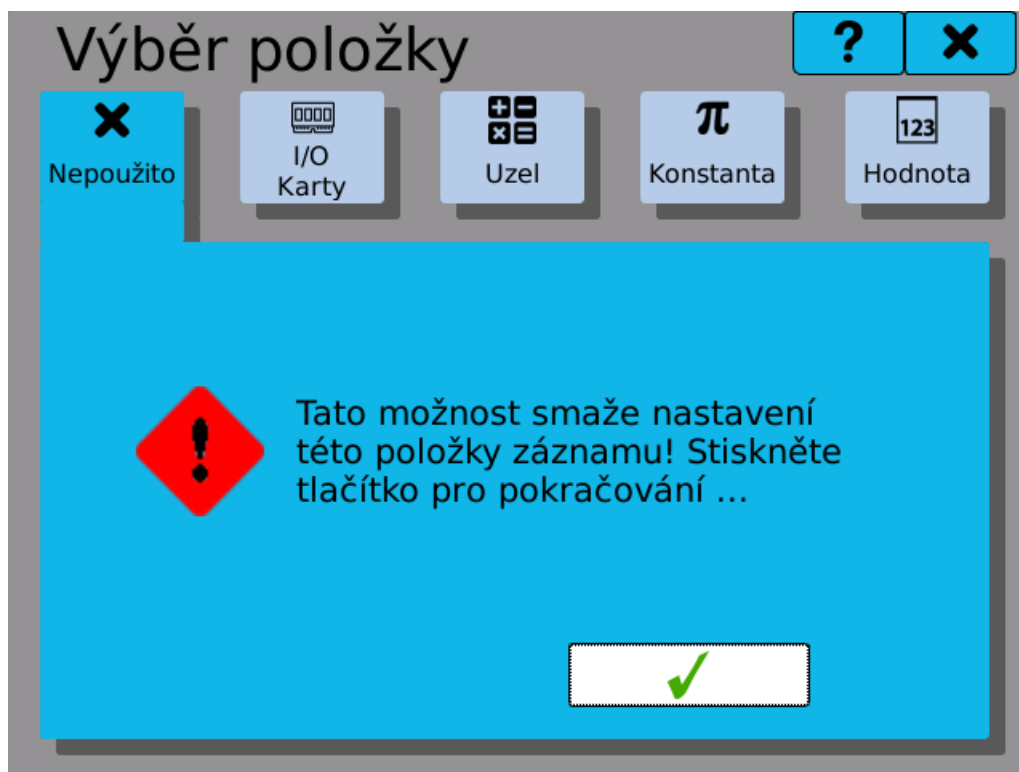 Výběr položky
?
Nepoužito
I/O
Karty
Uzel
π
Konstanta
123
Hodnota
Tato možnost smaže nastavení
této položky záznamu! Stiskněte
tlačítko pro pokračování ...